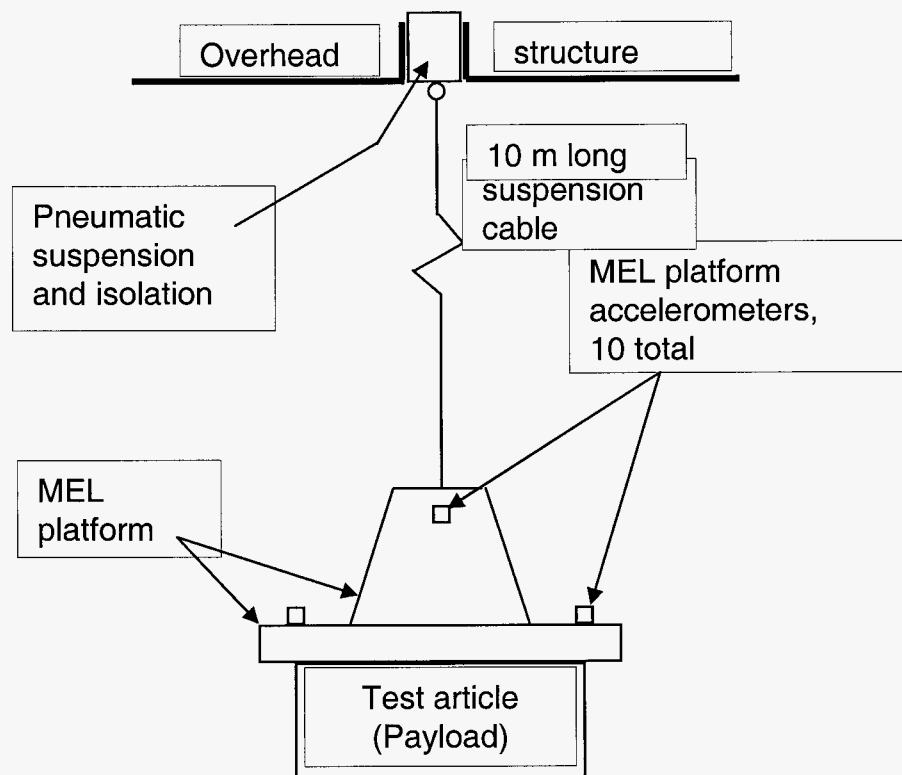 Overhead
structure
10 m long
suspension
cable
Pneumatic
suspension
and isolation
MEL platform
accelerometers,
10 total
MEL
platform
Test article
(Payload)